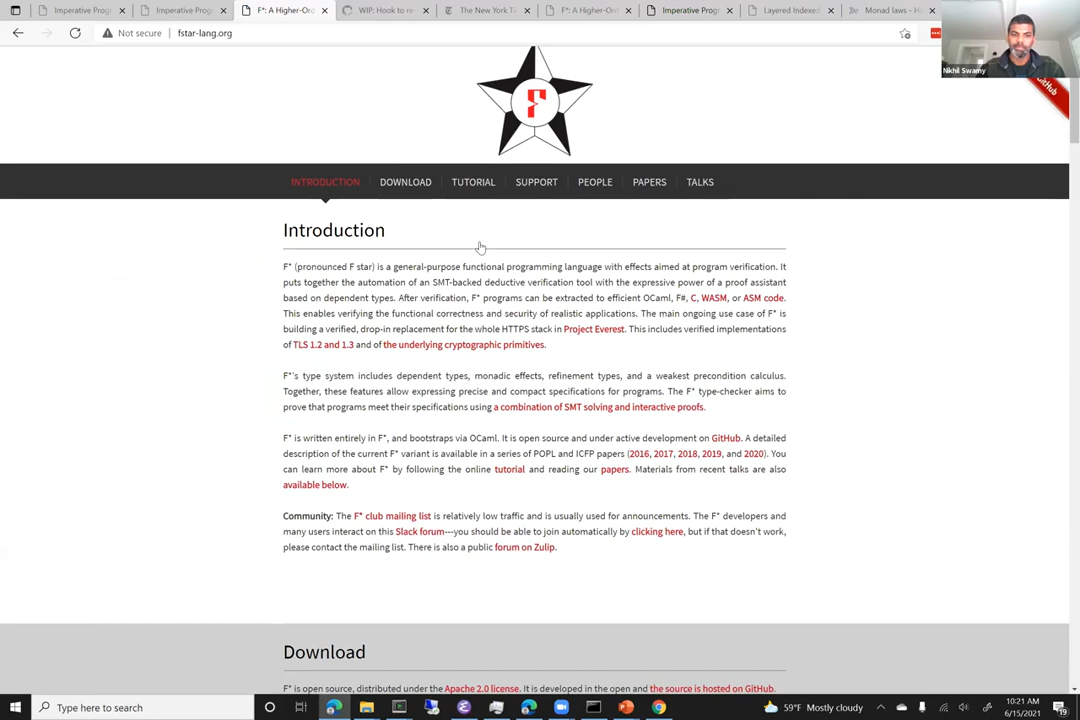 Imperative Prog
Imperative Prog
F*: A Higher-Ord
WIP: Hook to re-
The New York Ti
F*: A Higher-Ord
Imperative Progr
Layered Indexed
Monad laws - Ha
Not secure
fstar-lang.org
Nikhil Swamy
GitHub
F
INTRODUCTION
DOWNLOAD
TUTORIAL
SUPPORT
PEOPLE
PAPERS
TALKS
Introduction
F* (pronounced F star) is a general-purpose functional programming language with effects aimed at program verification. It
puts together the automation of an SMT-backed deductive verification tool with the expressive power of a proof assistant
based on dependent types. After verification, F* programs can be extracted to efficient OCaml, F#, C, WASM, or ASM code.
This enables verifying the functional correctness and security of realistic applications. The main ongoing use case of F* is
building a verified, drop-in replacement for the whole HTTPS stack in Project Everest. This includes verified implementations
of TLS 1.2 and 1.3 and of the underlying cryptographic primitives.
F*'s type system includes dependent types, monadic effects, refinement types, and a weakest precondition calculus.
Together, these features allow expressing precise and compact specifications for programs. The F* type-checker aims to
prove that programs meet their specifications using a combination of SMT solving and interactive proofs.
F* is written entirely in F*, and bootstraps via OCaml. It is open source and under active development on GitHub. A detailed
description of the current F* variant is available in a series of POPL and ICFP papers (2016, 2017, 2018, 2019, and 2020). You
can learn more about F* by following the online tutorial and reading our papers. Materials from recent talks are also
available below.
Community: The F* club mailing list is relatively low traffic and is usually used for announcements. The F* developers and
many users interact on this Slack forum---you should be able to join automatically by clicking here, but if that doesn't work,
please contact the mailing list. There is also a public forum on Zulip.
Download
F* is open source, distributed under the Apache 2.0 license. It is developed in the open and the source is hosted on GitHub.
Type here to search
59°F Mostly cloudy
10:21 AM
6/15/2021
19